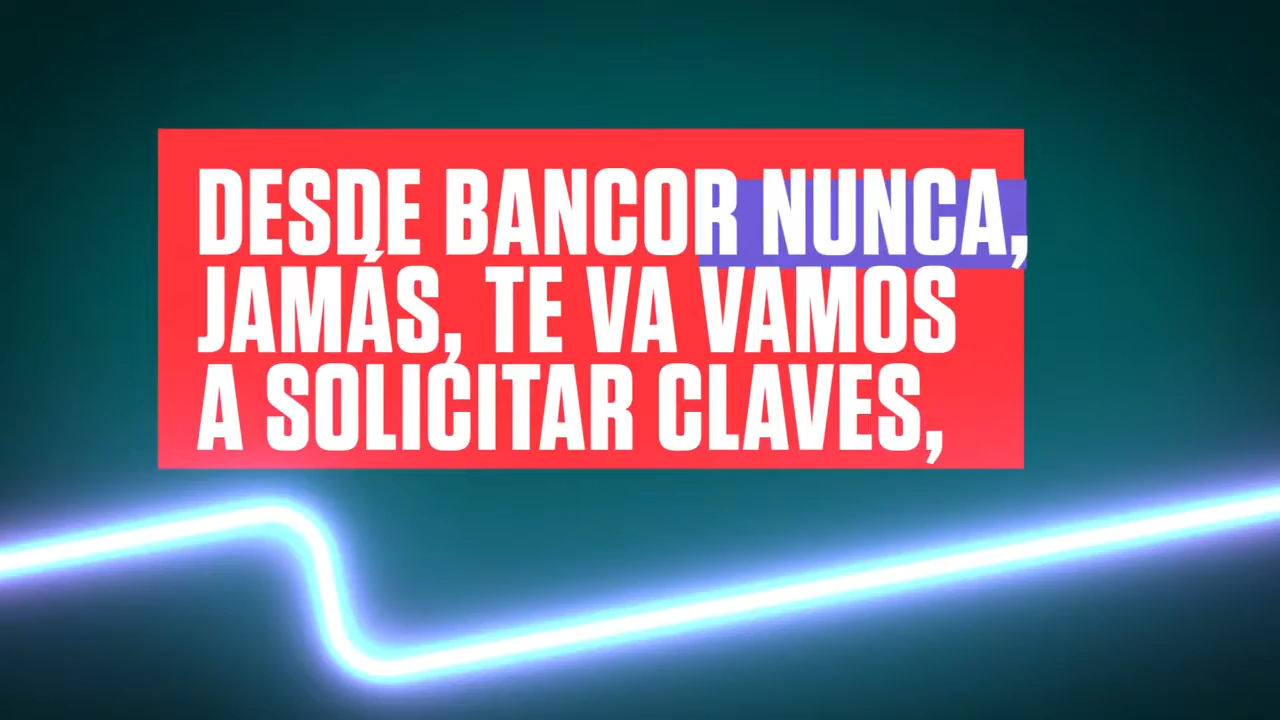 DESDE BANCOR NUNCA,
JAMÁS, TE VA VAMOS
A SOLICITAR CLAVES,